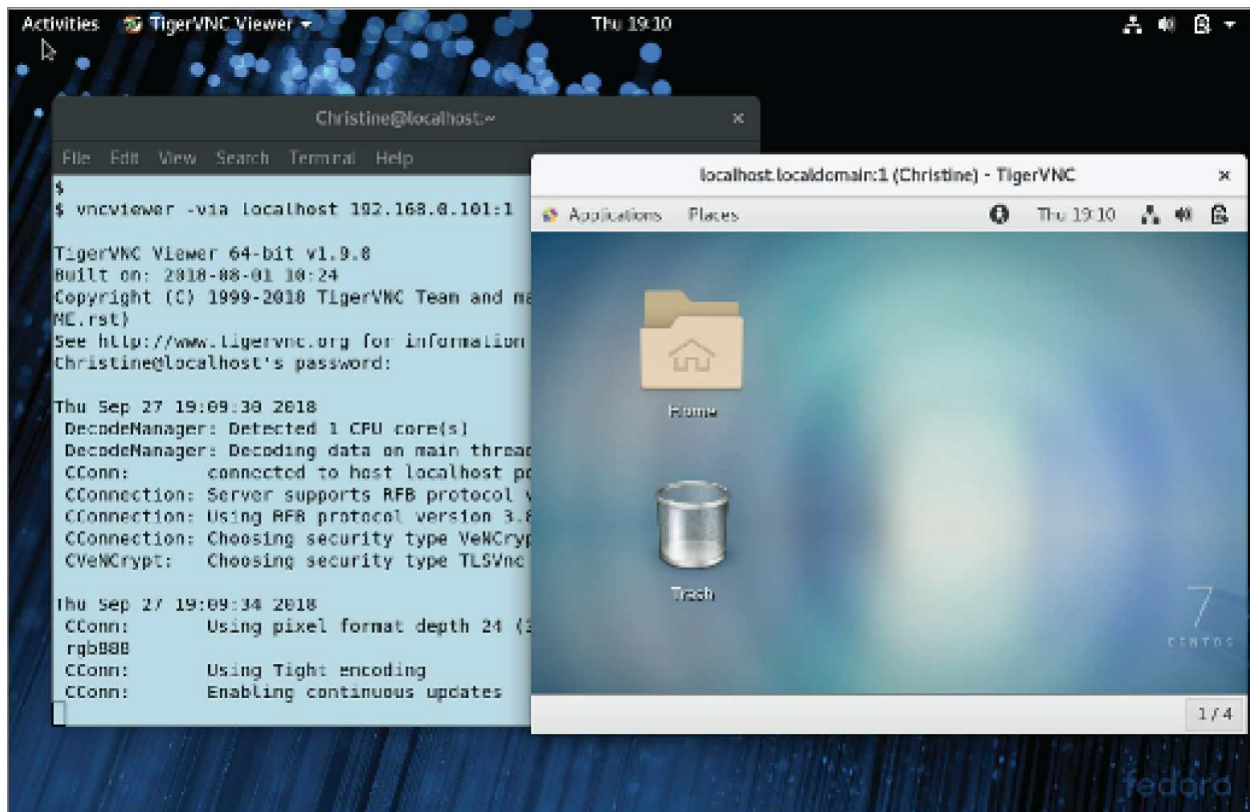 Activities TigerVNC Viewer Thu 19:10
Christine@localhost:~ ×
File Edit View Search Terminal Help
$
$ vncviewer -via localhost 192.168.0.101:1
TigerVNC Viewer 64-bit v1.9.0
Built on: 2018-08-01 10:24
Copyright (C) 1999-2018 TigerVNC Team and
ME.rst)
See http://www.tigervnc.org for information
Christine@localhost's password:
Thu Sep 27 19:09:30 2018
DecodeManager: Detected 1 CPU core(s)
DecodeManager: Decoding data on main thread
CConn: connected to host localhost
CConnection: Server supports RFB protocol
CConnection: Using RFB protocol version 3.8
CConnection: Choosing security type VeNCryp
CVeNCrypt: Choosing security type TLSVnc
Thu Sep 27 19:09:34 2018
CConn: Using pixel format depth 24
rgb888
CConn: Using Tight encoding
CConn: Enabling continuous updates
localhost.localdomain:1 (Christine) - TigerVNC ×
Applications Places Thu 19:10
Home
Trash
7
CENTOS
1 / 4
fedora